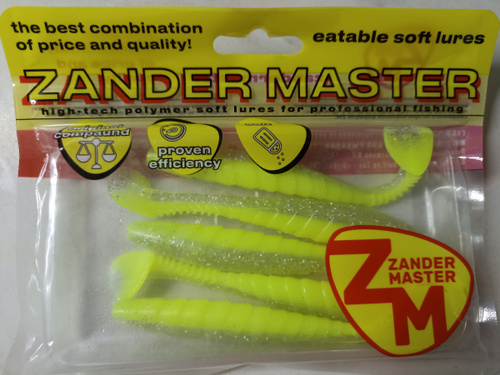 the best combination
of price and quality!
eatable soft lures
ZANDER MASTER
high-tech polymer soft lures for professional fishing
compound
proven
efficiency
ZM
ZANDER
MASTER